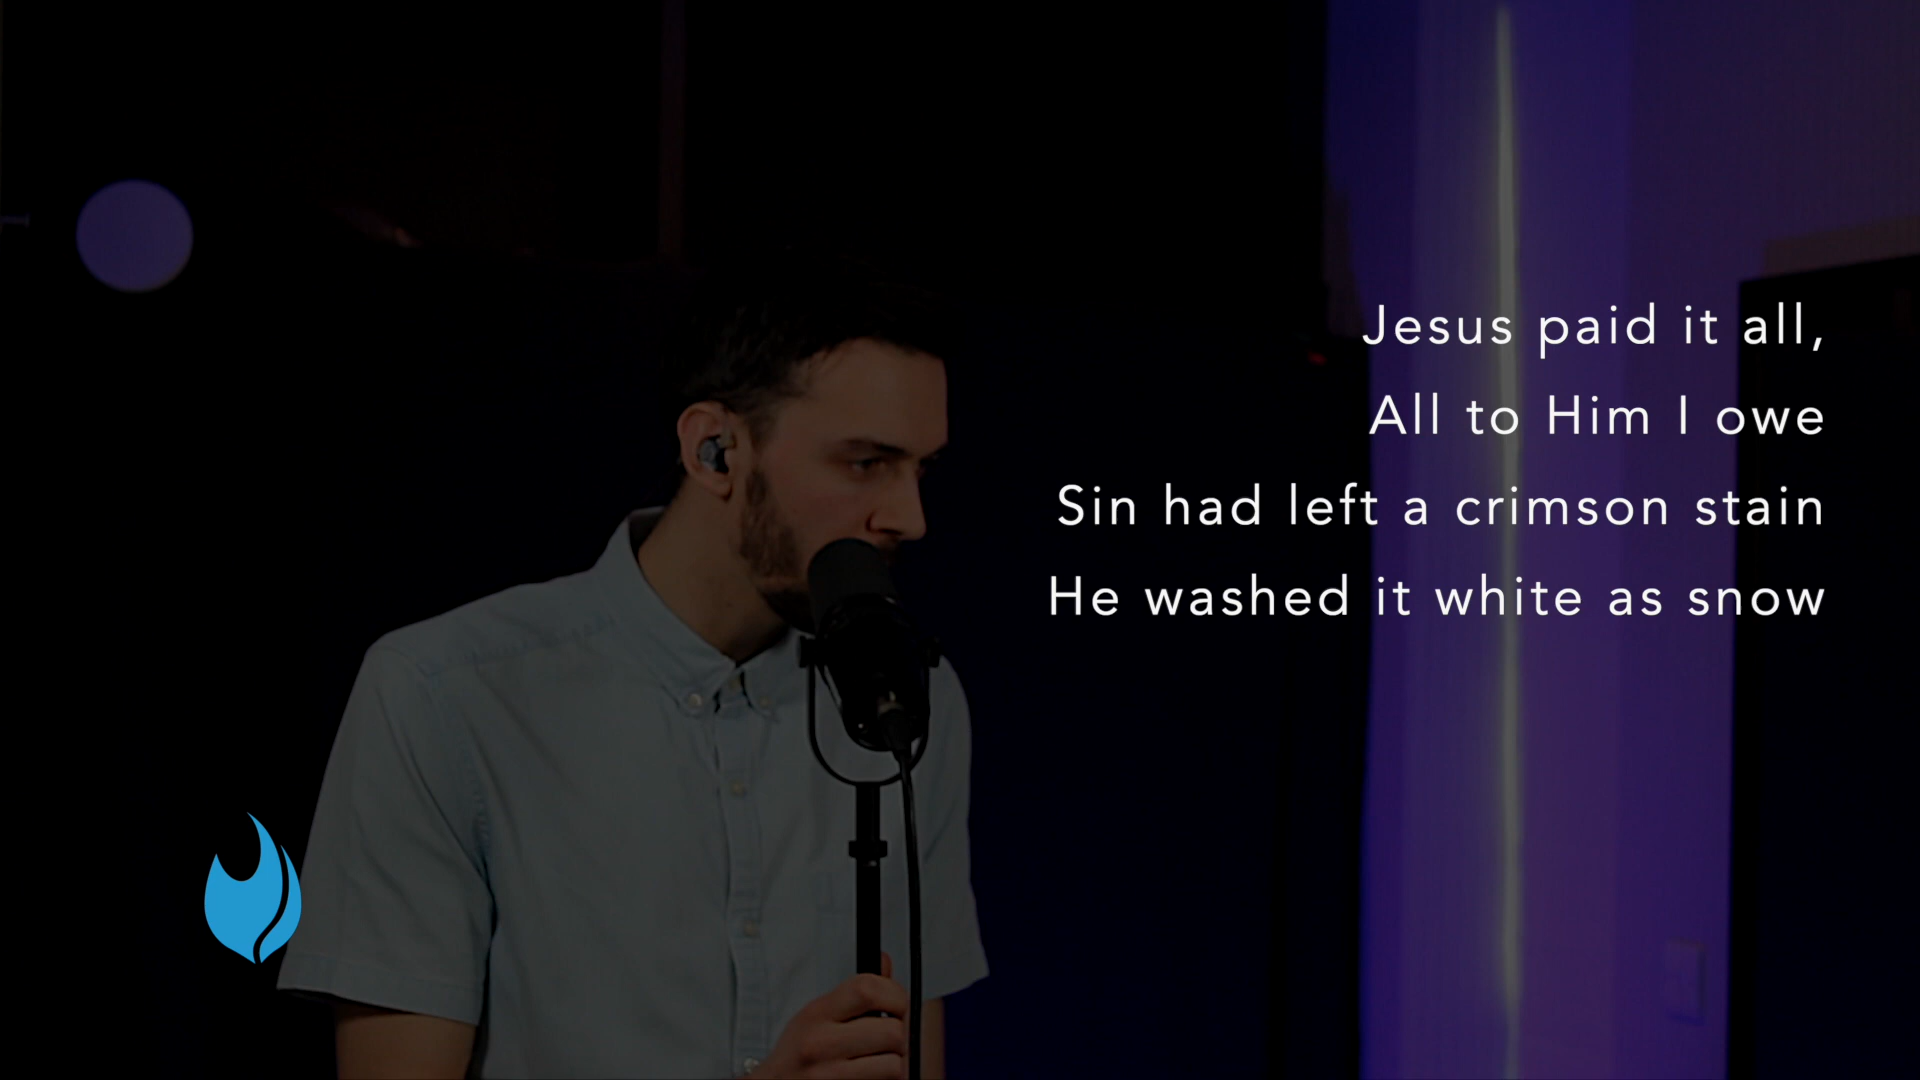 Jesus paid it all,
All to Him I owe
Sin had left a crimson stain
He washed it white as snow